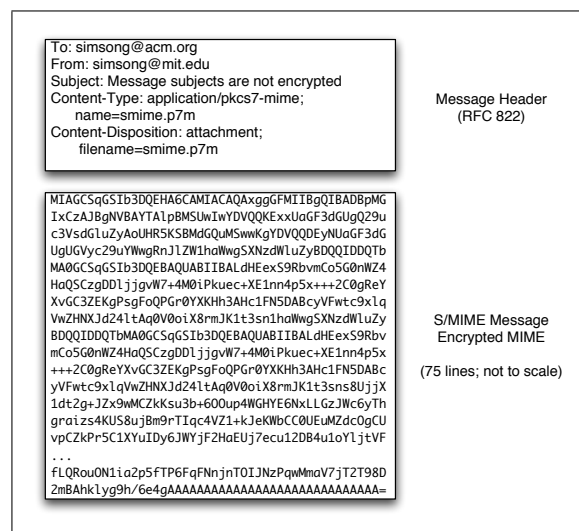 To: simsong@acm.org
From: simsong@mit.edu
Subject: Message subjects are not encrypted
Content-Type: application/pkcs7-mime;
name=smime.p7m
Content-Disposition: attachment;
filename=smime.p7m
Message Header
(RFC 822)
MIAGCSqGSIb3DQEHA6CAMIACAQAxggGFMIIBgQIBADBpMG
IxCzAJBgNVBAYTAlpBMSUwIwYDVQQKExxUaGF3dGUgQ29u
c3VsdGluZyAoUHR5KSBMdGQuMSwwKgYDVQQDEyNUaGF3dG
UgUGVyc29uYWwgRnJlZW1haWwgSXNzdWluZyBDQQIDDQTb
MA0GCSqGSIb3DQEBAQUABIIBALdHEexS9RbvmCo5G0nWZ4
HaQSCzgDDljjgvW7+4M0iPkuec+XE1nn4p5x+++2C0gReY
XvGC3ZEKgPsgFoQPGr0YXKHh3AHc1FN5DABcyVFwtc9xlq
VwZHNXJd24ltAq0V0oiX8rmJK1t3sn1haWwgSXNzdWluZy
BDQQIDDQTbMA0GCSqGSIb3DQEBAQUABIIBALdHEexS9Rbv
mCo5G0nWZ4HaQSCzgDDljjgvW7+4M0iPkuec+XE1nn4p5x
+++2C0gReYXvGC3ZEKgPsgFoQPGr0YXKHh3AHc1FN5DABc
yVFwtc9xlqVwZHNXJd24ltAq0V0oiX8rmJK1t3sns8UjjX
1dt2g+JZx9wMCZkKsu3b+6OOup4WGHYE6NxLLGzJWc6yTh
graizs4KUS8ujBm9rTIqc4VZ1+kJeKWbCC0UEuMZdcOgCU
vpCZkPr5C1XYuIDy6JWYjF2HaEUj7ecu12DB4u1oYljtVF
...
fLQRouON1ia2p5fTP6FqFNnjnTOIJNzPqwMmaV7jT2T98D
2mBAhklyg9h/6e4gAAAAAAAAAAAAAAAAAAAAAAAAAAAAA=
S/MIME Message
Encrypted MIME
(75 lines; not to scale)